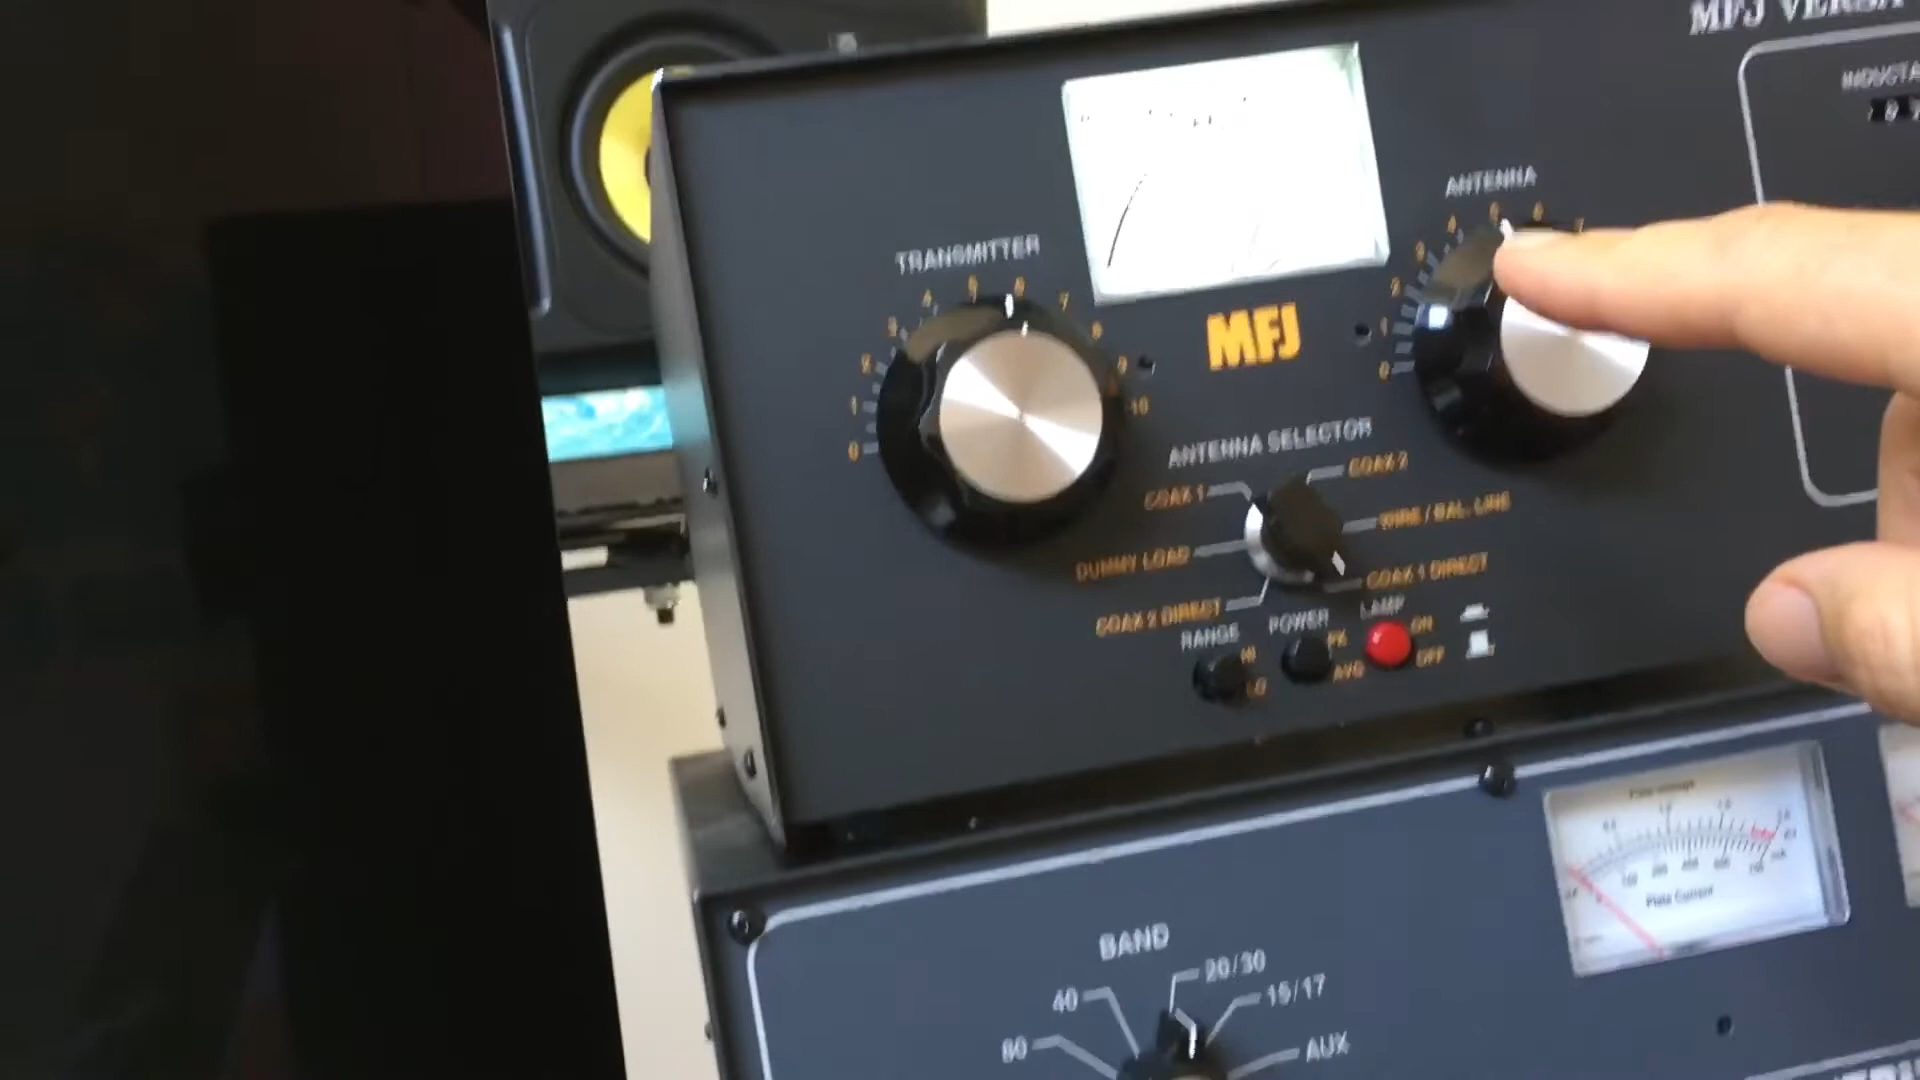 MFJ VERSA
INDUCTA
ANTENNA
TRANSMITTER
0 1 2 3 4 5 6 7 8 9 10
0 1 2 3 4 5 6 7
MFJ
ANTENNA SELECTOR
COAX 1
COAX 2
WIRE / BAL. LINE
DUMMY LOAD
COAX 1 DIRECT
COAX 2 DIRECT
RANGE
HI
LO
POWER
PK
AVG
LAMP
ON
OFF
Plate Current
BAND
80
40
20/30
15/17
AUX